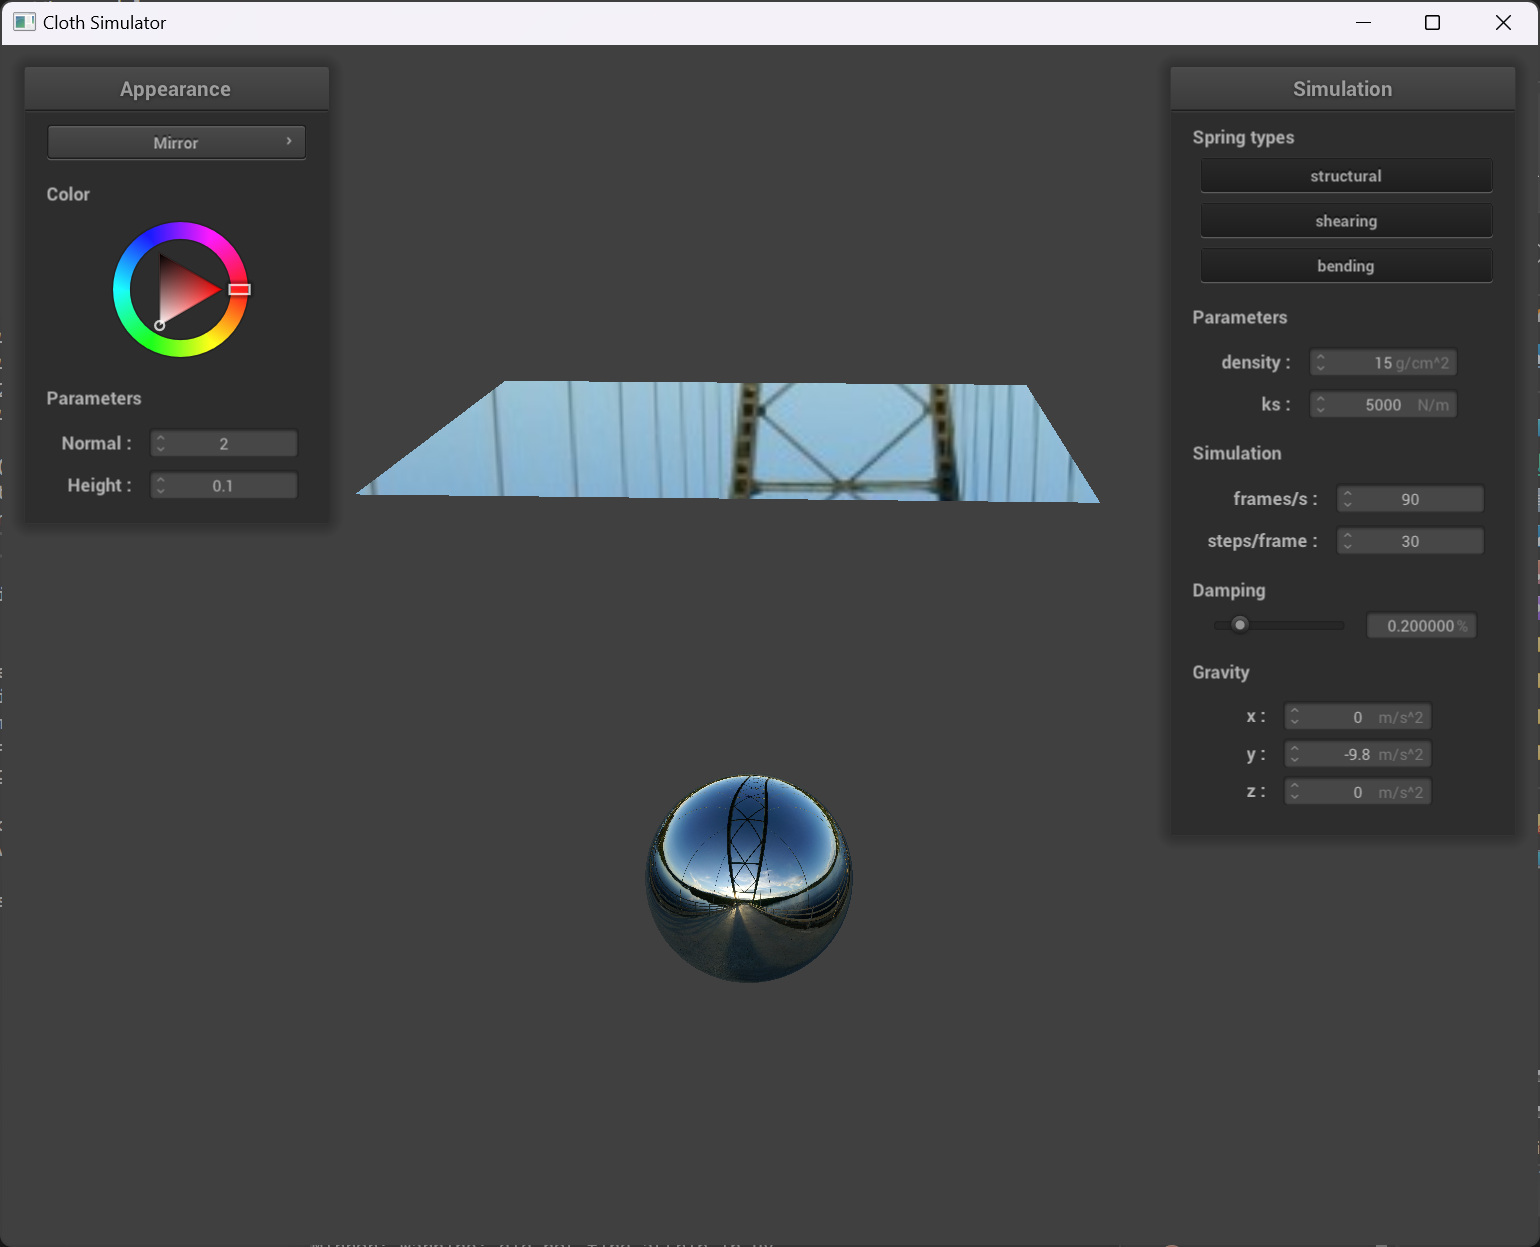 Cloth Simulator
Appearance
Mirror
Color
Parameters
Normal : 2
Height : 0.1
Simulation
Spring types
structural
shearing
bending
Parameters
density : 15 g/cm^2
ks : 5000 N/m
Simulation
frames/s : 90
steps/frame : 30
Damping
0.200000 %
Gravity
x : 0 m/s^2
y : -9.8 m/s^2
z : 0 m/s^2